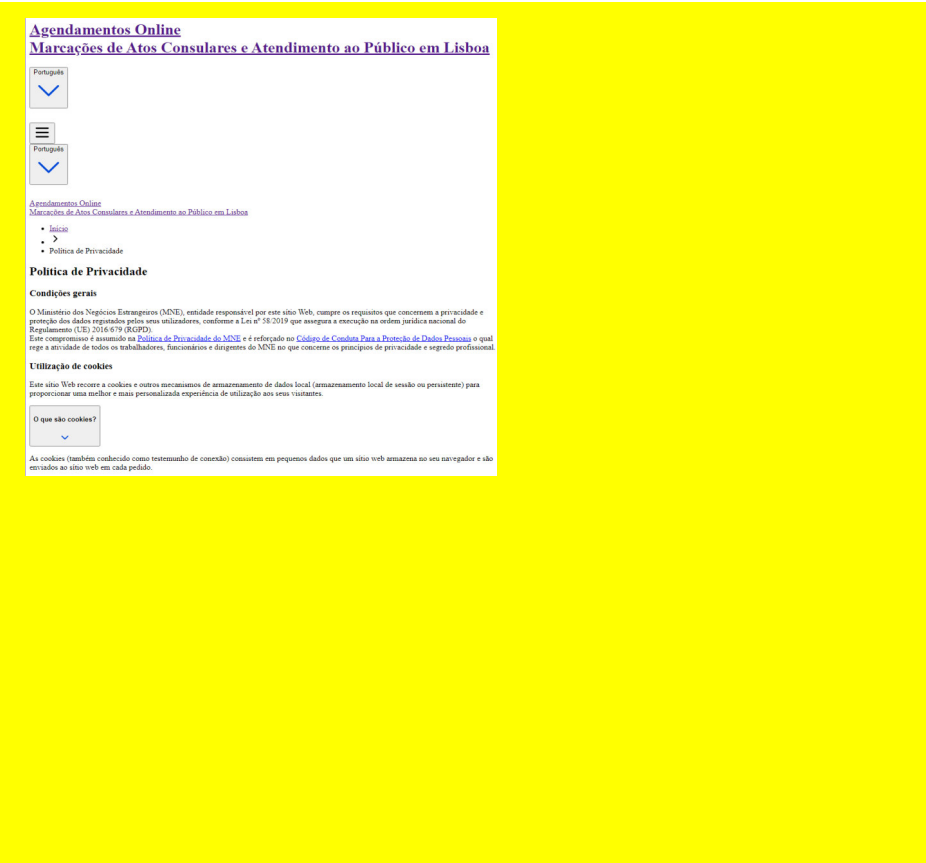 Agendamentos Online
Marcações de Atos Consulares e Atendimento ao Público em Lisboa
Português
Português
Agendamentos Online
Marcações de Atos Consulares e Atendimento ao Público em Lisboa
Início
Política de Privacidade
Política de Privacidade
Condições gerais
O Ministério dos Negócios Estrangeiros (MNE), entidade responsável por este sítio Web, cumpre os requisitos que concernem a privacidade e
proteção dos dados registados pelos seus utilizadores, conforme a Lei nº 58/2019 que assegura a execução na ordem jurídica nacional do
Regulamento (UE) 2016/679 (RGPD).
Este compromisso é assumido na Política de Privacidade do MNE e é reforçado no Código de Conduta Para a Proteção de Dados Pessoais o qual
rege a atividade de todos os trabalhadores, funcionários e dirigentes do MNE no que concerne os princípios de privacidade e segredo profissional.
Utilização de cookies
Este sítio Web recorre a cookies e outros mecanismos de armazenamento de dados local (armazenamento local de sessão ou persistente) para
proporcionar uma melhor e mais personalizada experiência de utilização aos seus visitantes.
O que são cookies?
As cookies (também conhecido como testemunho de conexão) consistem em pequenos dados que um sítio web armazena no seu navegador e são
enviados ao sítio web em cada pedido.